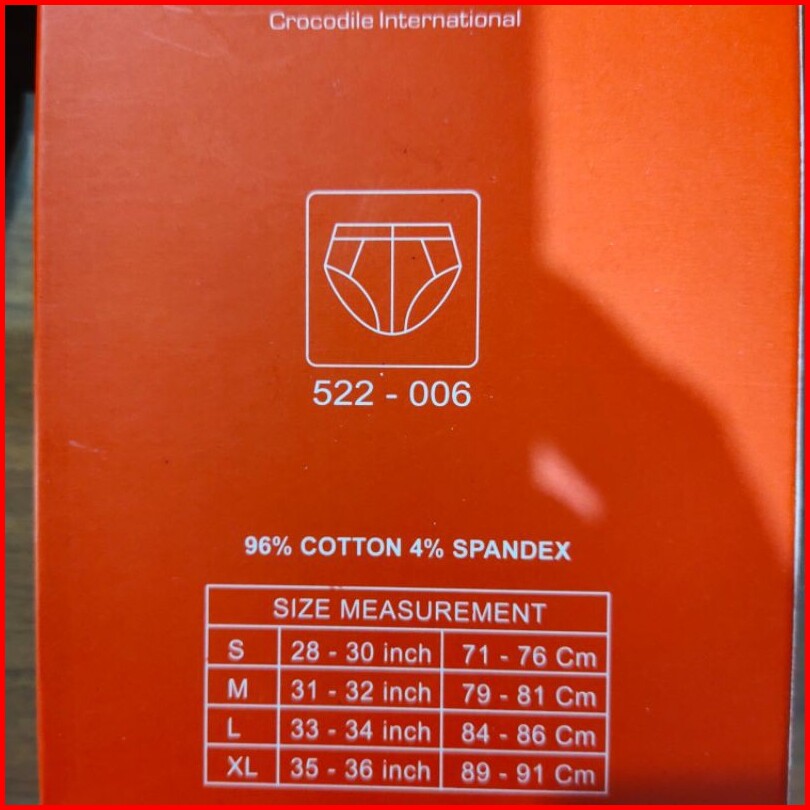 Crocodile International
522 - 006
96% COTTON 4% SPANDEX
SIZE MEASUREMENT
S 28 - 30 inch 71 - 76 Cm
M 31 - 32 inch 79 - 81 Cm
L 33 - 34 inch 84 - 86 Cm
XL 35 - 36 inch 89 - 91 Cm